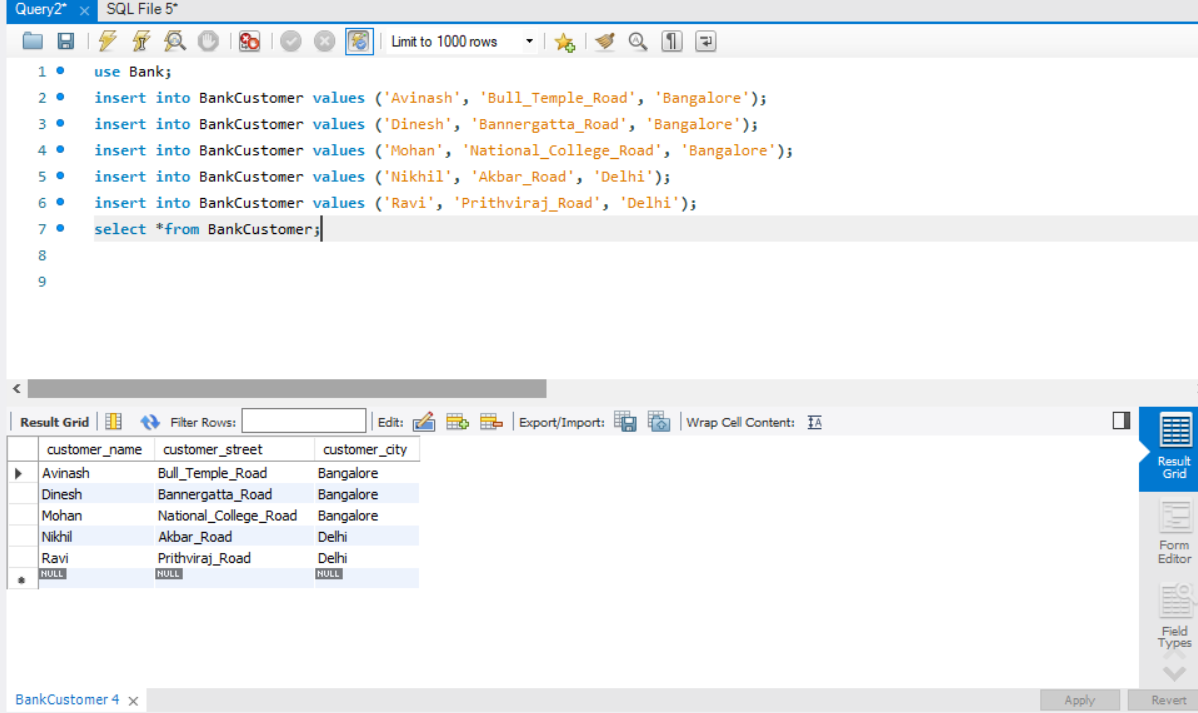 Query2* × SQL File 5*
Limit to 1000 rows
1 use Bank;
2 insert into BankCustomer values ('Avinash', 'Bull_Temple_Road', 'Bangalore');
3 insert into BankCustomer values ('Dinesh', 'Bannergatta_Road', 'Bangalore');
4 insert into BankCustomer values ('Mohan', 'National_College_Road', 'Bangalore');
5 insert into BankCustomer values ('Nikhil', 'Akbar_Road', 'Delhi');
6 insert into BankCustomer values ('Ravi', 'Prithviraj_Road', 'Delhi');
7 select *from BankCustomer;
8
9
Result Grid Filter Rows: Edit: Export/Import: Wrap Cell Content: IA
customer_name customer_street customer_city
Avinash Bull_Temple_Road Bangalore
Dinesh Bannergatta_Road Bangalore
Mohan National_College_Road Bangalore
Nikhil Akbar_Road Delhi
Ravi Prithviraj_Road Delhi
NULL NULL NULL
Result
Grid
Form
Editor
Field
Types
BankCustomer 4 × Apply Revert